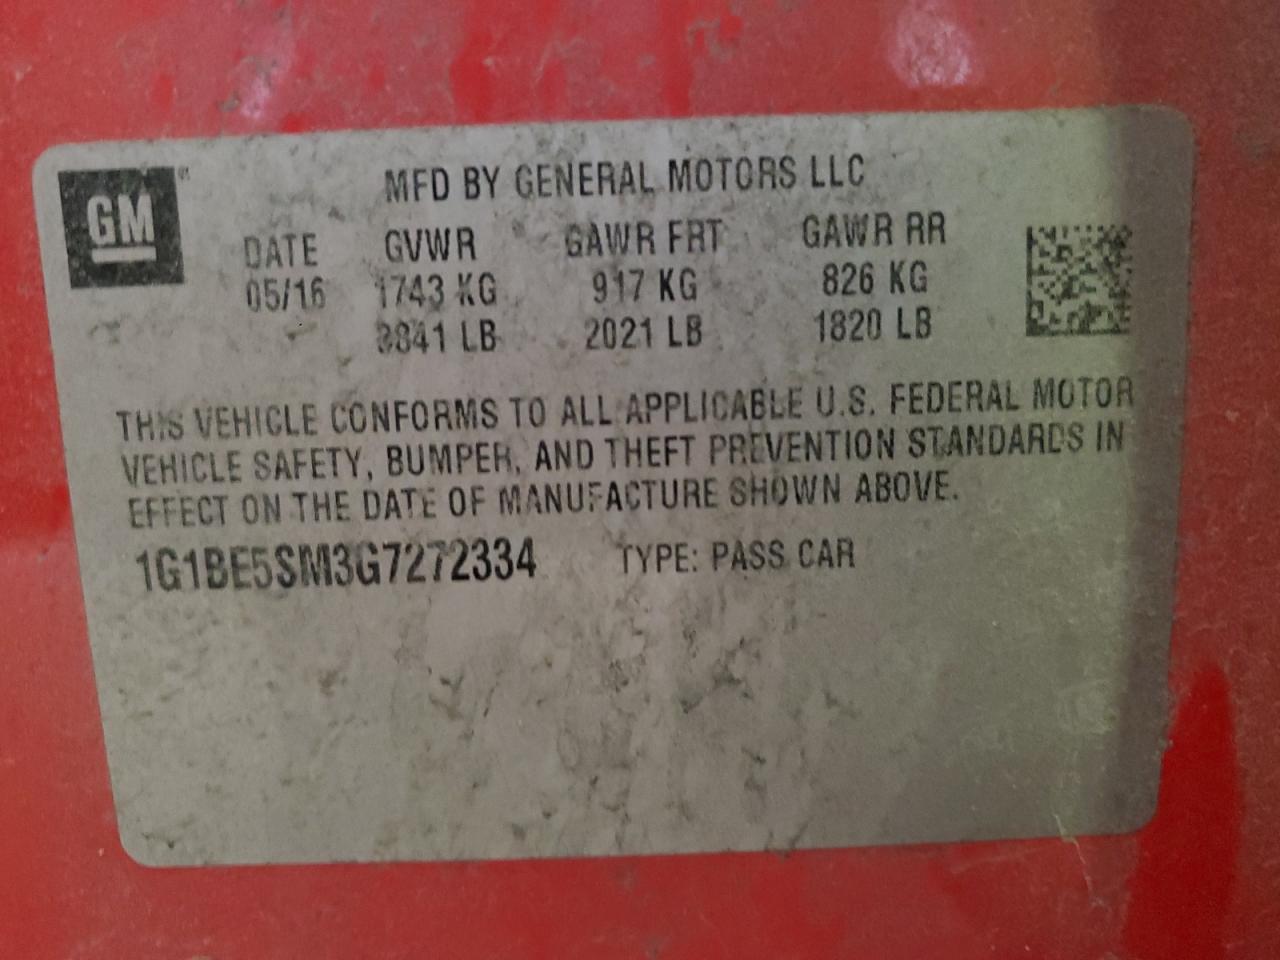 GM
MFD BY GENERAL MOTORS LLC
DATE GVWR GAWR FRT GAWR RR
05/16 1743 KG 917 KG 826 KG
3841 LB 2021 LB 1820 LB
THIS VEHICLE CONFORMS TO ALL APPLICABLE U.S. FEDERAL MOTOR
VEHICLE SAFETY, BUMPER, AND THEFT PREVENTION STANDARDS IN
EFFECT ON THE DATE OF MANUFACTURE SHOWN ABOVE.
1G1BE5SM3G7272334 TYPE: PASS CAR